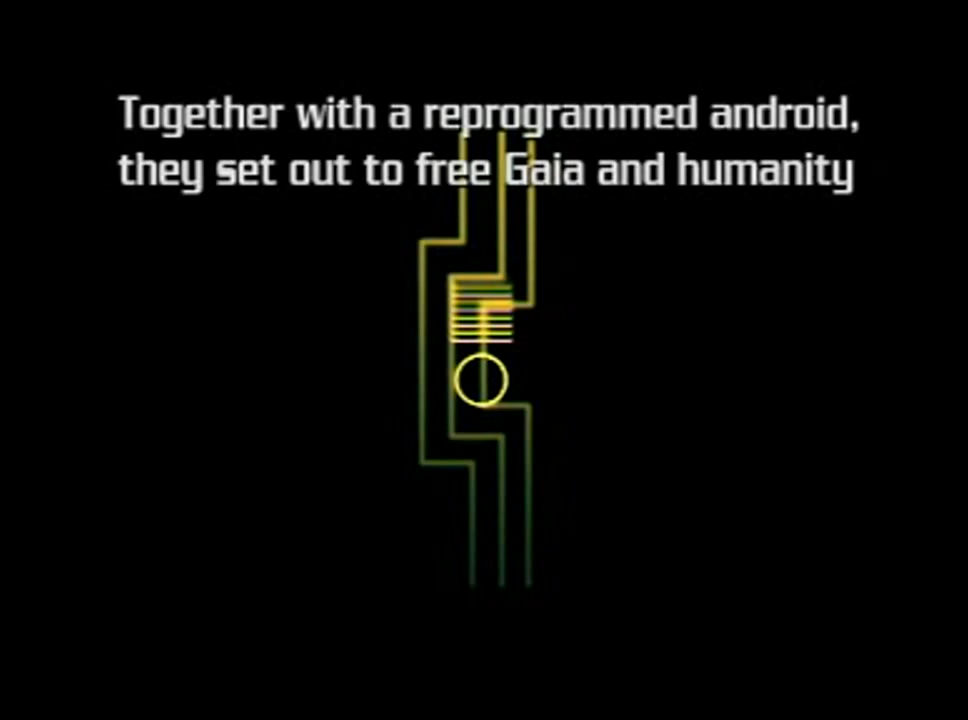 Together with a reprogrammed android,
they set out to free Gaia and humanity